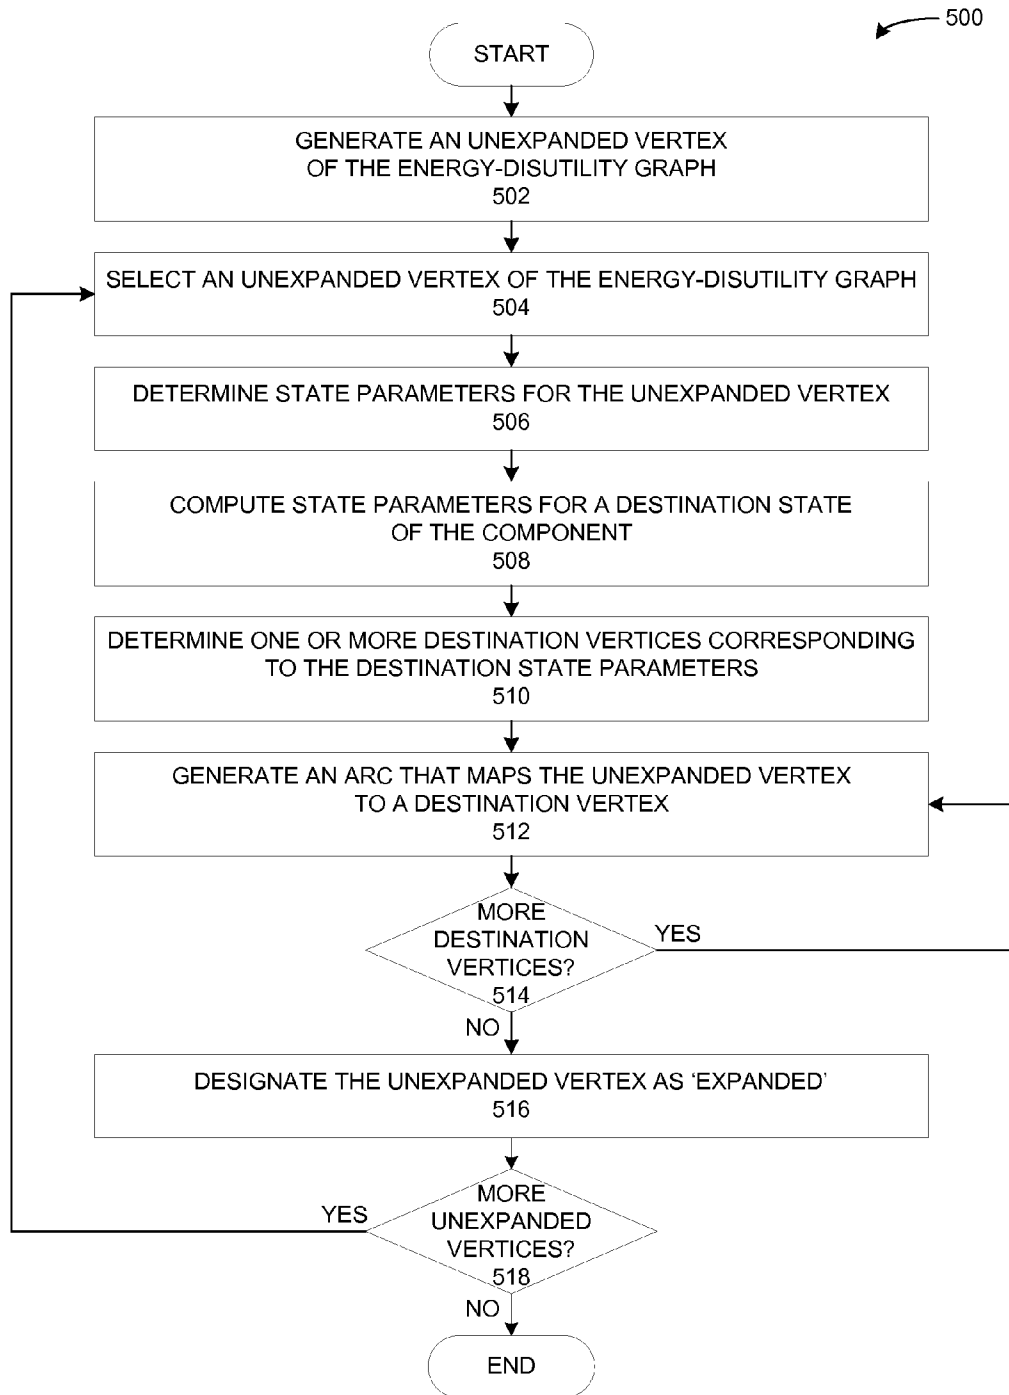 500
START
GENERATE AN UNEXPANDED VERTEX
OF THE ENERGY-DISUTILITY GRAPH
502
SELECT AN UNEXPANDED VERTEX OF THE ENERGY-DISUTILITY GRAPH
504
DETERMINE STATE PARAMETERS FOR THE UNEXPANDED VERTEX
506
COMPUTE STATE PARAMETERS FOR A DESTINATION STATE
OF THE COMPONENT
508
DETERMINE ONE OR MORE DESTINATION VERTICES CORRESPONDING
TO THE DESTINATION STATE PARAMETERS
510
GENERATE AN ARC THAT MAPS THE UNEXPANDED VERTEX
TO A DESTINATION VERTEX
512
MORE
DESTINATION
VERTICES?
514
YES
NO
DESIGNATE THE UNEXPANDED VERTEX AS ‘EXPANDED’
516
YES
MORE
UNEXPANDED
VERTICES?
518
NO
END